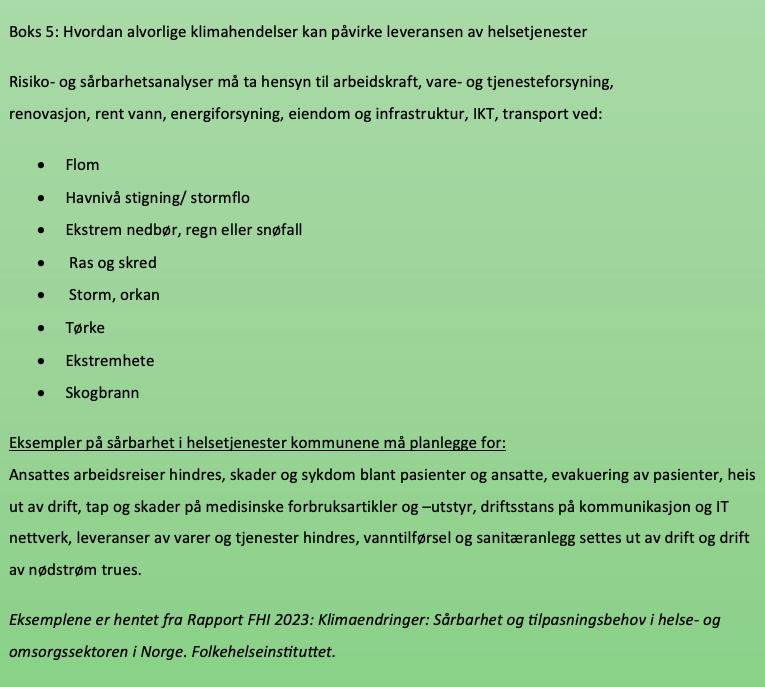 Boks 5: Hvordan alvorlige klimahendelser kan påvirke leveransen av helsetjenester
Risiko- og sårbarhetsanalyser må ta hensyn til arbeidskraft, vare- og tjenesteforsyning,
renovasjon, rent vann, energiforsyning, eiendom og infrastruktur, IKT, transport ved:
• Flom
• Havnivå stigning/ stormflo
• Ekstrem nedbør, regn eller snøfall
• Ras og skred
• Storm, orkan
• Tørke
• Ekstremhete
• Skogbrann
Eksempler på sårbarhet i helsetjenester kommunene må planlegge for:
Ansattes arbeidsreiser hindres, skader og sykdom blant pasienter og ansatte, evakuering av pasienter, heis
ut av drift, tap og skader på medisinske forbruksartikler og –utstyr, driftsstans på kommunikasjon og IT
nettverk, leveranser av varer og tjenester hindres, vanntilførsel og sanitæranlegg settes ut av drift og drift
av nødstrøm trues.
Eksemplene er hentet fra Rapport FHI 2023: Klimaendringer: Sårbarhet og tilpasningsbehov i helse- og
omsorgssektoren i Norge. Folkehelseinstituttet.